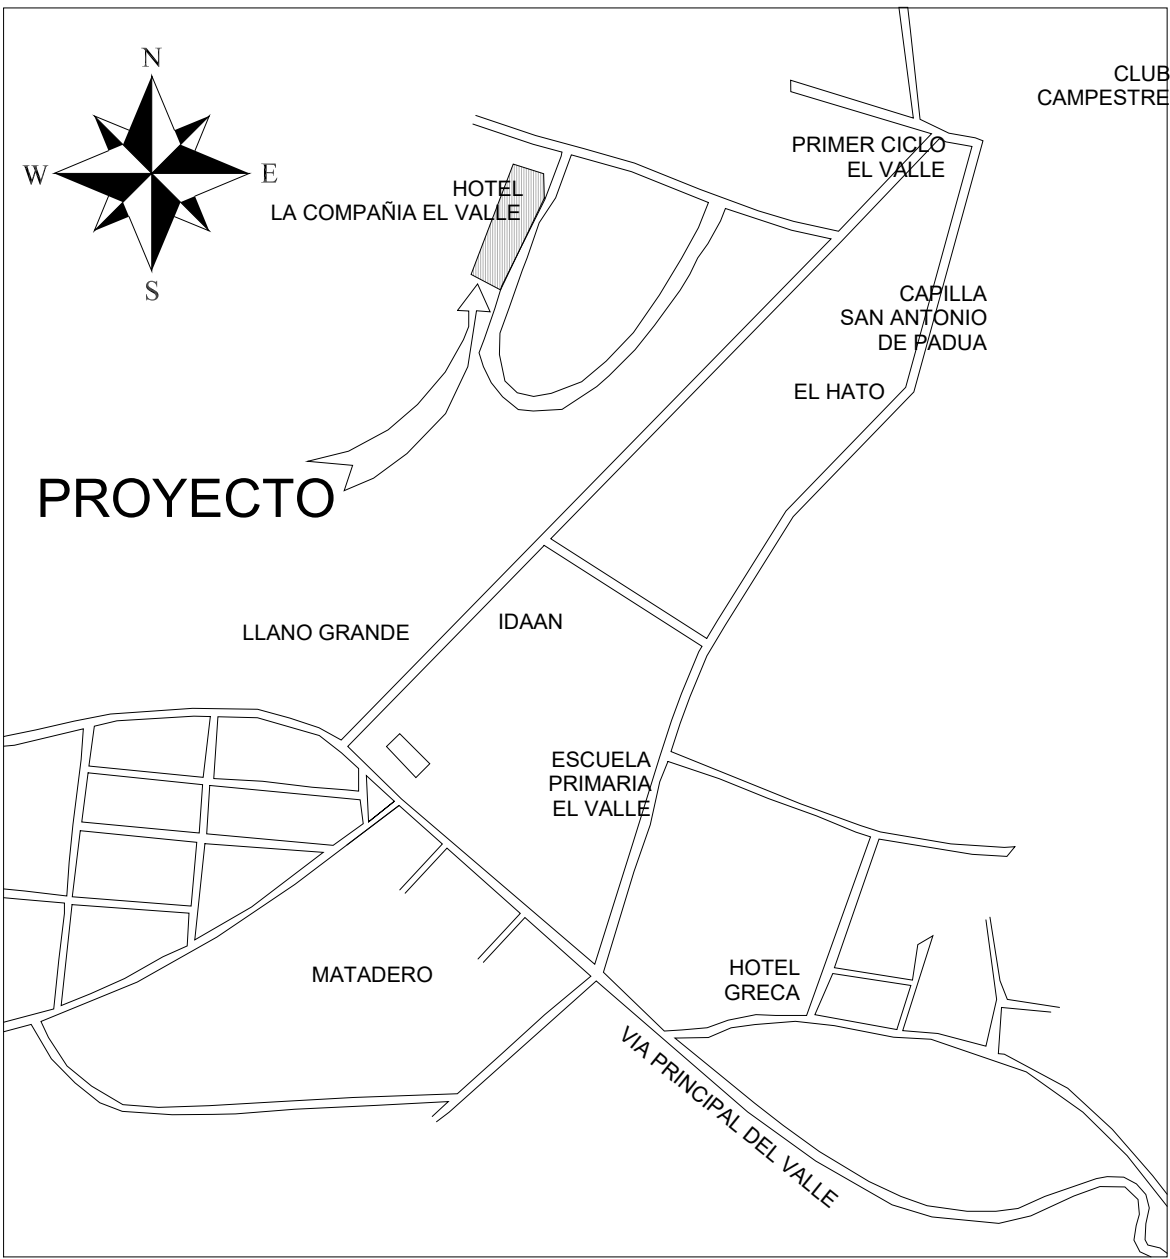 N
W
E
S
CLUB
CAMPESTRE
PRIMER CICLO
EL VALLE
HOTEL
LA COMPAÑIA EL VALLE
CAPILLA
SAN ANTONIO
DE PADUA
EL HATO
PROYECTO
LLANO GRANDE
IDAAN
ESCUELA
PRIMARIA
EL VALLE
MATADERO
HOTEL
GRECA
VIA PRINCIPAL DEL VALLE